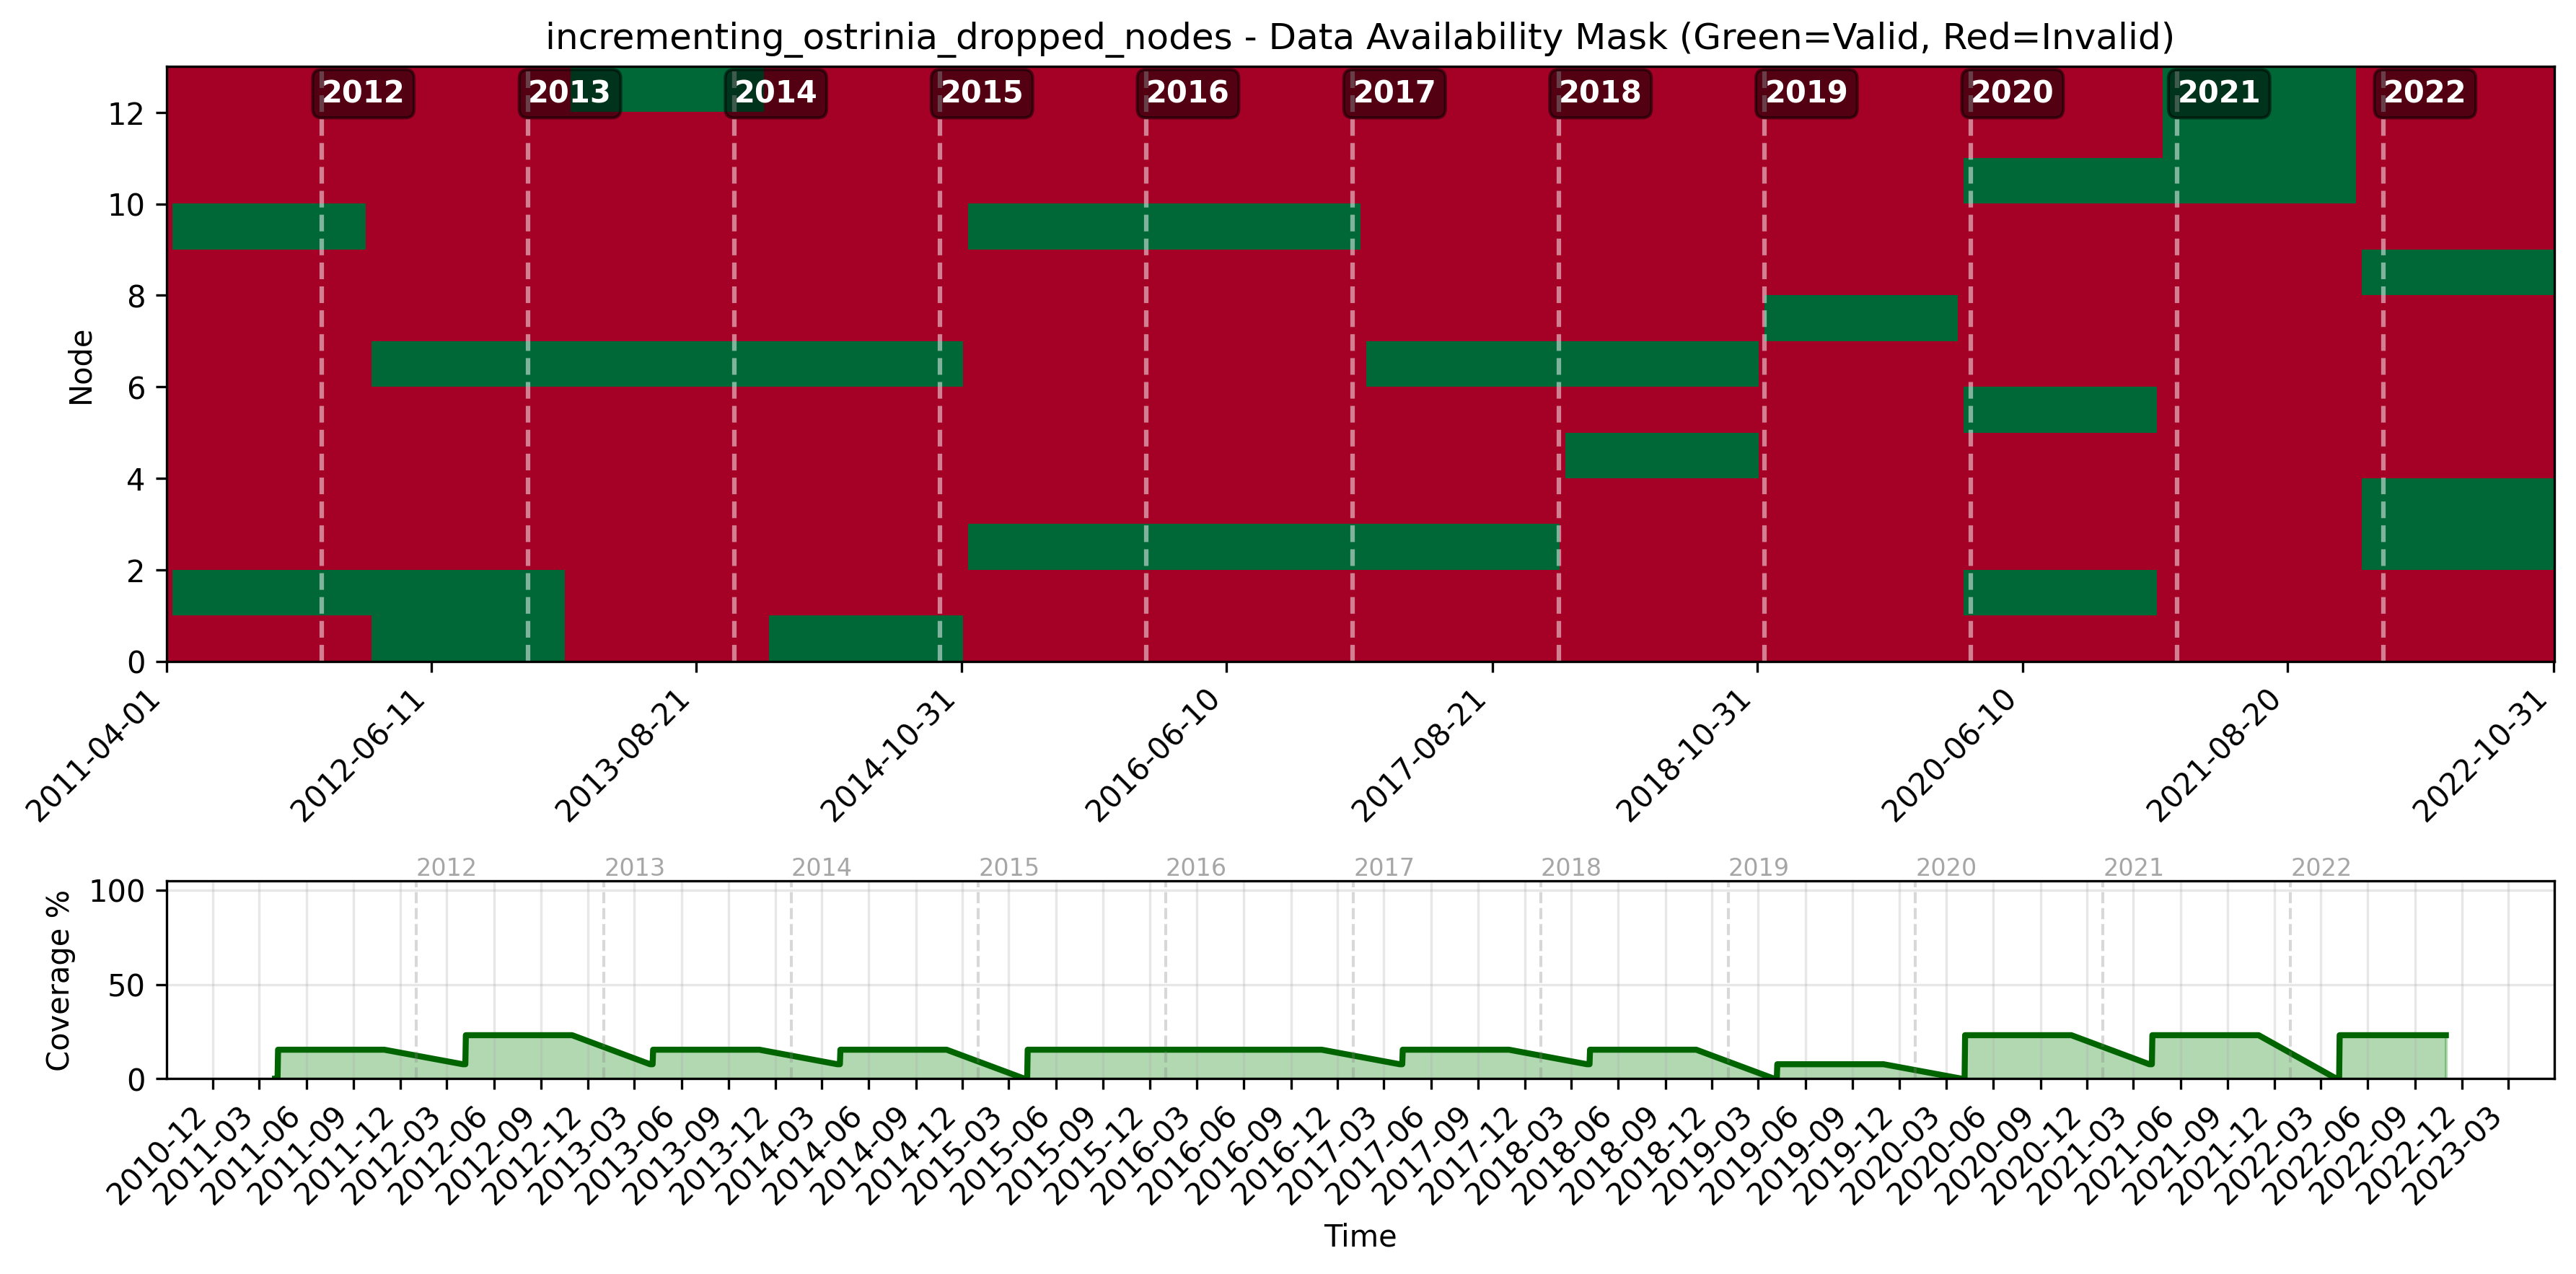 incrementing_ostrinia_dropped_nodes - Data Availability Mask (Green=Valid, Red=Invalid)
2012 2013 2014 2015 2016 2017 2018 2019 2020 2021 2022
12
10
8
6
4
2
0
Node
2011-04-01 2012-06-11 2013-08-21 2014-10-31 2016-06-10 2017-08-21 2018-10-31 2020-06-10 2021-08-20 2022-10-31
2012 2013 2014 2015 2016 2017 2018 2019 2020 2021 2022
100
50
0
Coverage %
2010-12 2011-03 2011-06 2011-09 2011-12 2012-03 2012-06 2012-09 2012-12 2013-03 2013-06 2013-09 2013-12 2014-03 2014-06 2014-09 2014-12 2015-03 2015-06 2015-09 2015-12 2016-03 2016-06 2016-09 2016-12 2017-03 2017-06 2017-09 2017-12 2018-03 2018-06 2018-09 2018-12 2019-03 2019-06 2019-09 2019-12 2020-03 2020-06 2020-09 2020-12 2021-03 2021-06 2021-09 2021-12 2022-03 2022-06 2022-09 2022-12 2023-03
Time